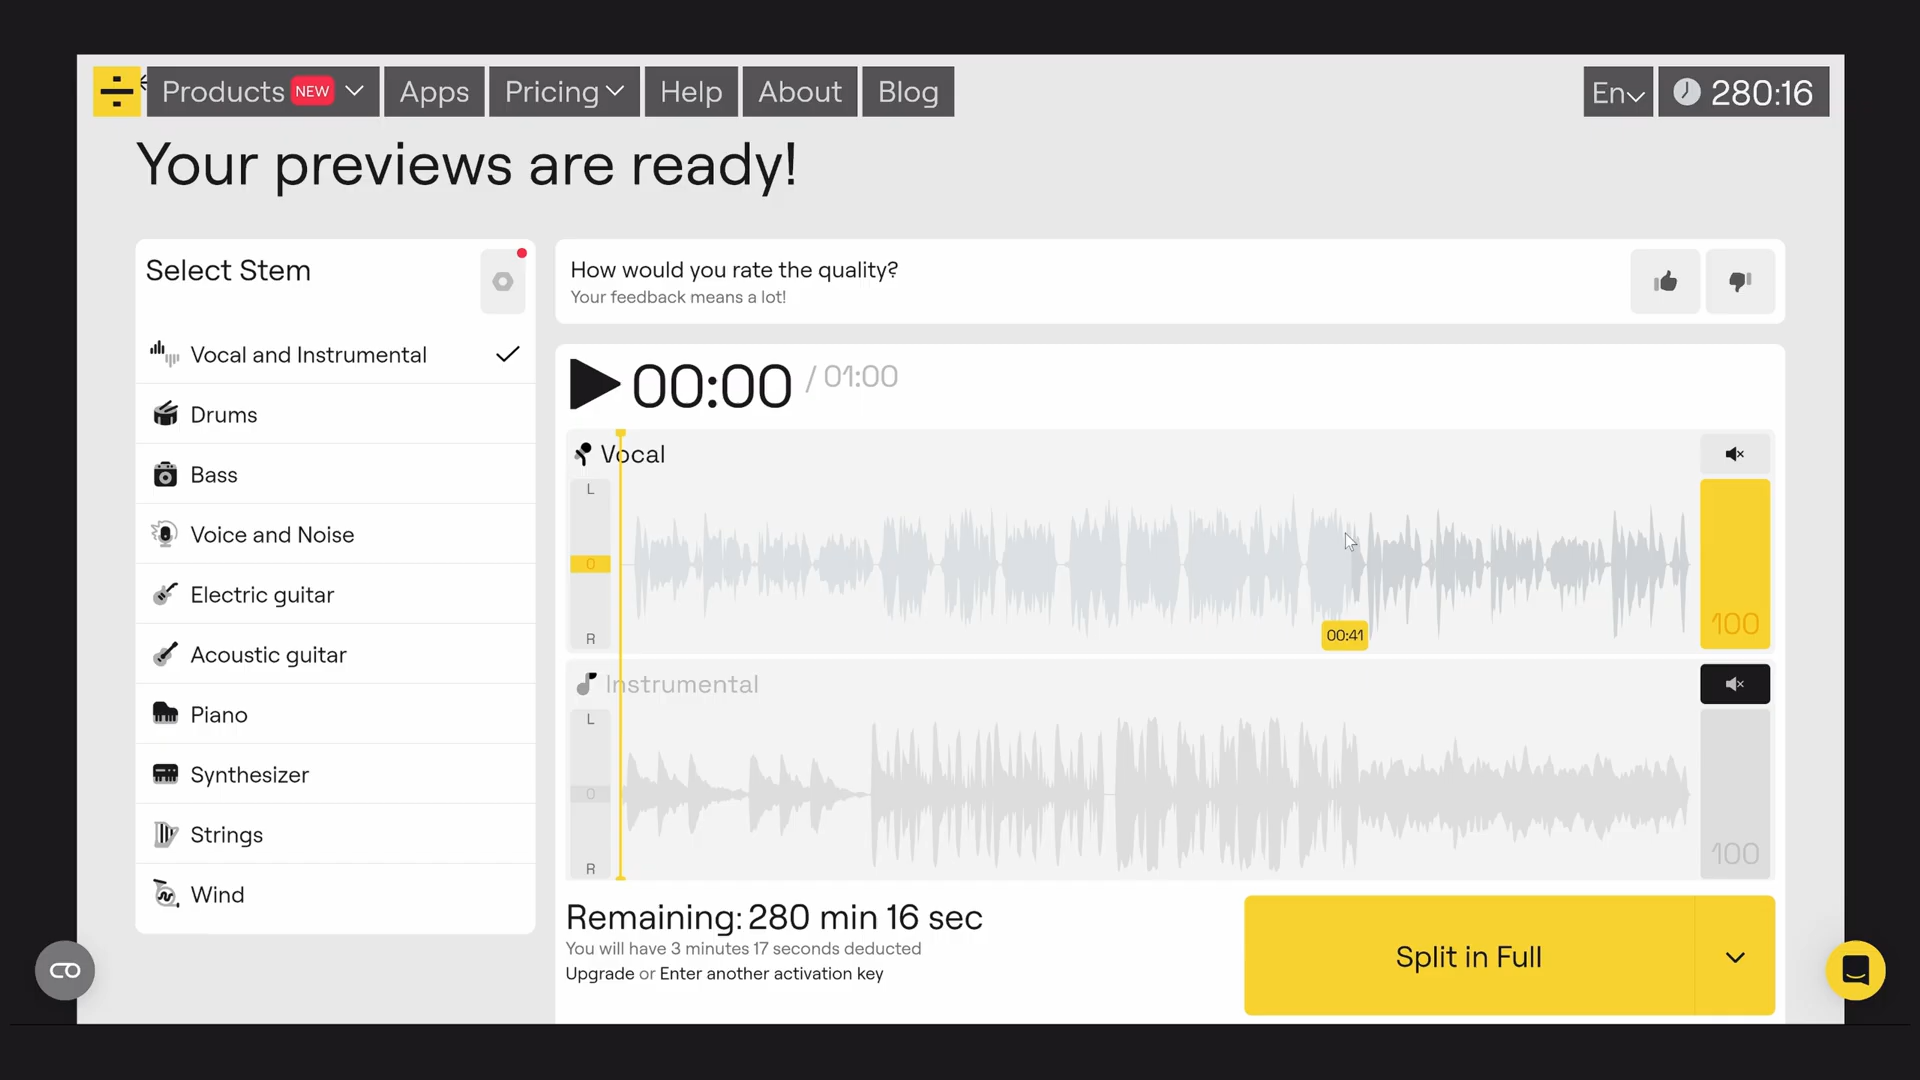 Products NEW Apps Pricing Help About Blog En 280:16
Your previews are ready!
Select Stem
Vocal and Instrumental
Drums
Bass
Voice and Noise
Electric guitar
Acoustic guitar
Piano
Synthesizer
Strings
Wind
How would you rate the quality?
Your feedback means a lot!
00:00 / 01:00
Vocal
L
0
R
00:41
100
Instrumental
L
0
R
100
Remaining: 280 min 16 sec
You will have 3 minutes 17 seconds deducted
Upgrade or Enter another activation key
Split in Full